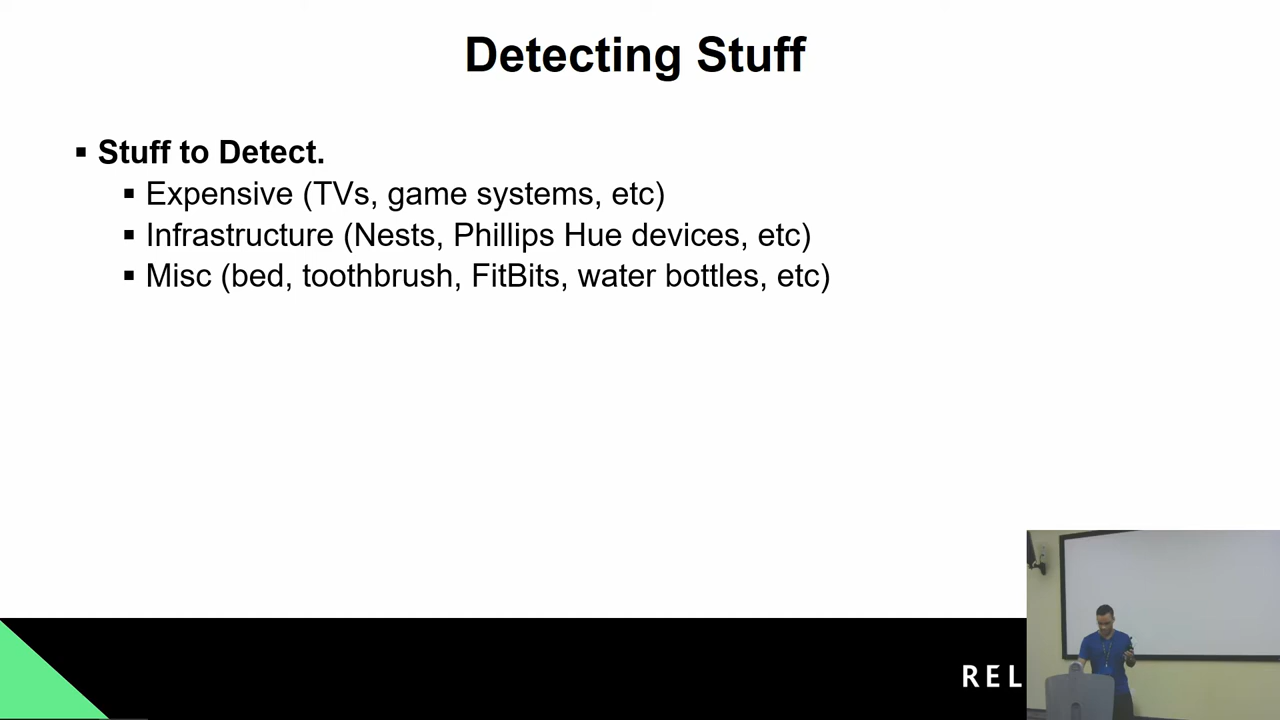 Detecting Stuff
▪ Stuff to Detect.
▪ Expensive (TVs, game systems, etc)
▪ Infrastructure (Nests, Phillips Hue devices, etc)
▪ Misc (bed, toothbrush, FitBits, water bottles, etc)
REL